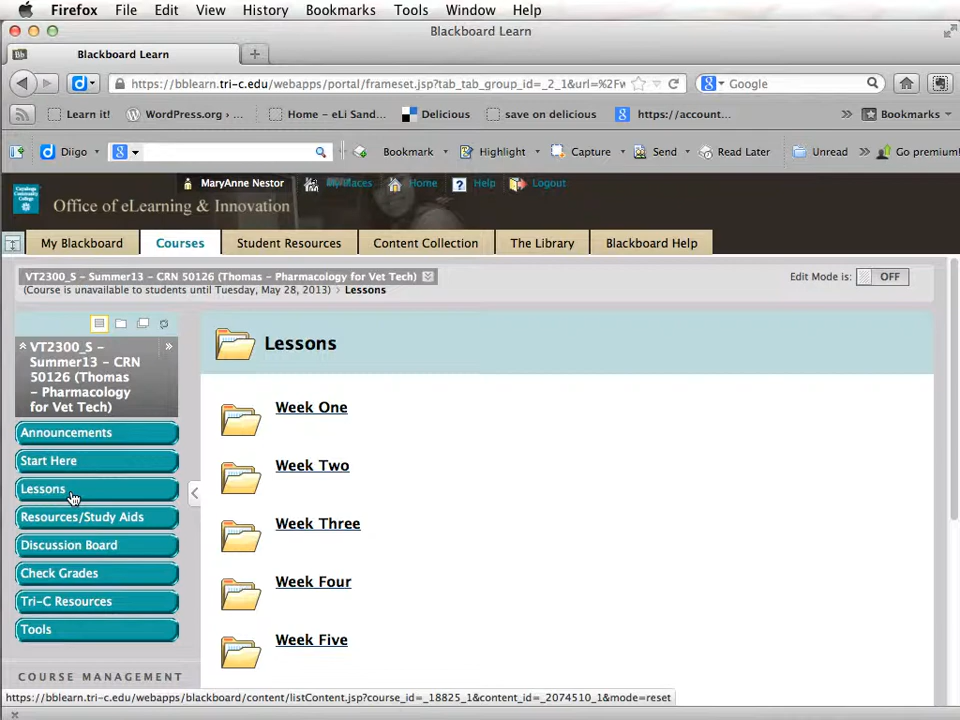 Firefox File Edit View History Bookmarks Tools Window Help
Blackboard Learn
Bb Blackboard Learn
https://bblearn.tri-c.edu/webapps/portal/frameset.jsp?tab_tab_group_id=_2_1&url=%2Fw Google
Learn it! WordPress.org › ... Home – eLi Sand... Delicious save on delicious https://account... Bookmarks
Diigo Bookmark Highlight Capture Send Read Later Unread Go premium!
MaryAnne Nestor My Places Home Help Logout
Office of eLearning & Innovation
My Blackboard Courses Student Resources Content Collection The Library Blackboard Help
VT2300_S – Summer13 – CRN 50126 (Thomas – Pharmacology for Vet Tech)
(Course is unavailable to students until Tuesday, May 28, 2013) Lessons
Edit Mode is: OFF
VT2300_S –
Summer13 – CRN
50126 (Thomas
– Pharmacology
for Vet Tech)
Announcements
Start Here
Lessons
Resources/Study Aids
Discussion Board
Check Grades
Tri-C Resources
Tools
COURSE MANAGEMENT
Lessons
Week One
Week Two
Week Three
Week Four
Week Five
https://bblearn.tri-c.edu/webapps/blackboard/content/listContent.jsp?course_id=_18825_1&content_id=_2074510_1&mode=reset